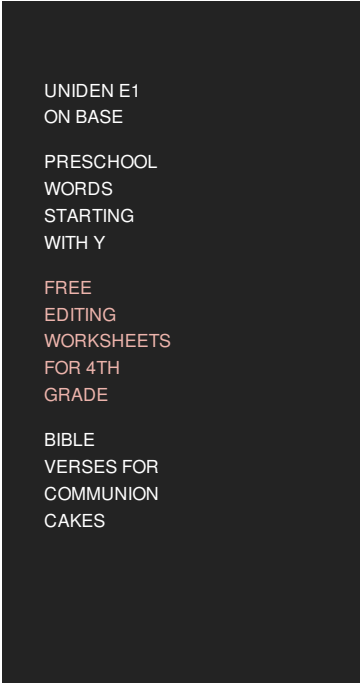 UNIDEN E1
ON BASE
PRESCHOOL
WORDS
STARTING
WITH Y
FREE
EDITING
WORKSHEETS
FOR 4TH
GRADE
BIBLE
VERSES FOR
COMMUNION
CAKES